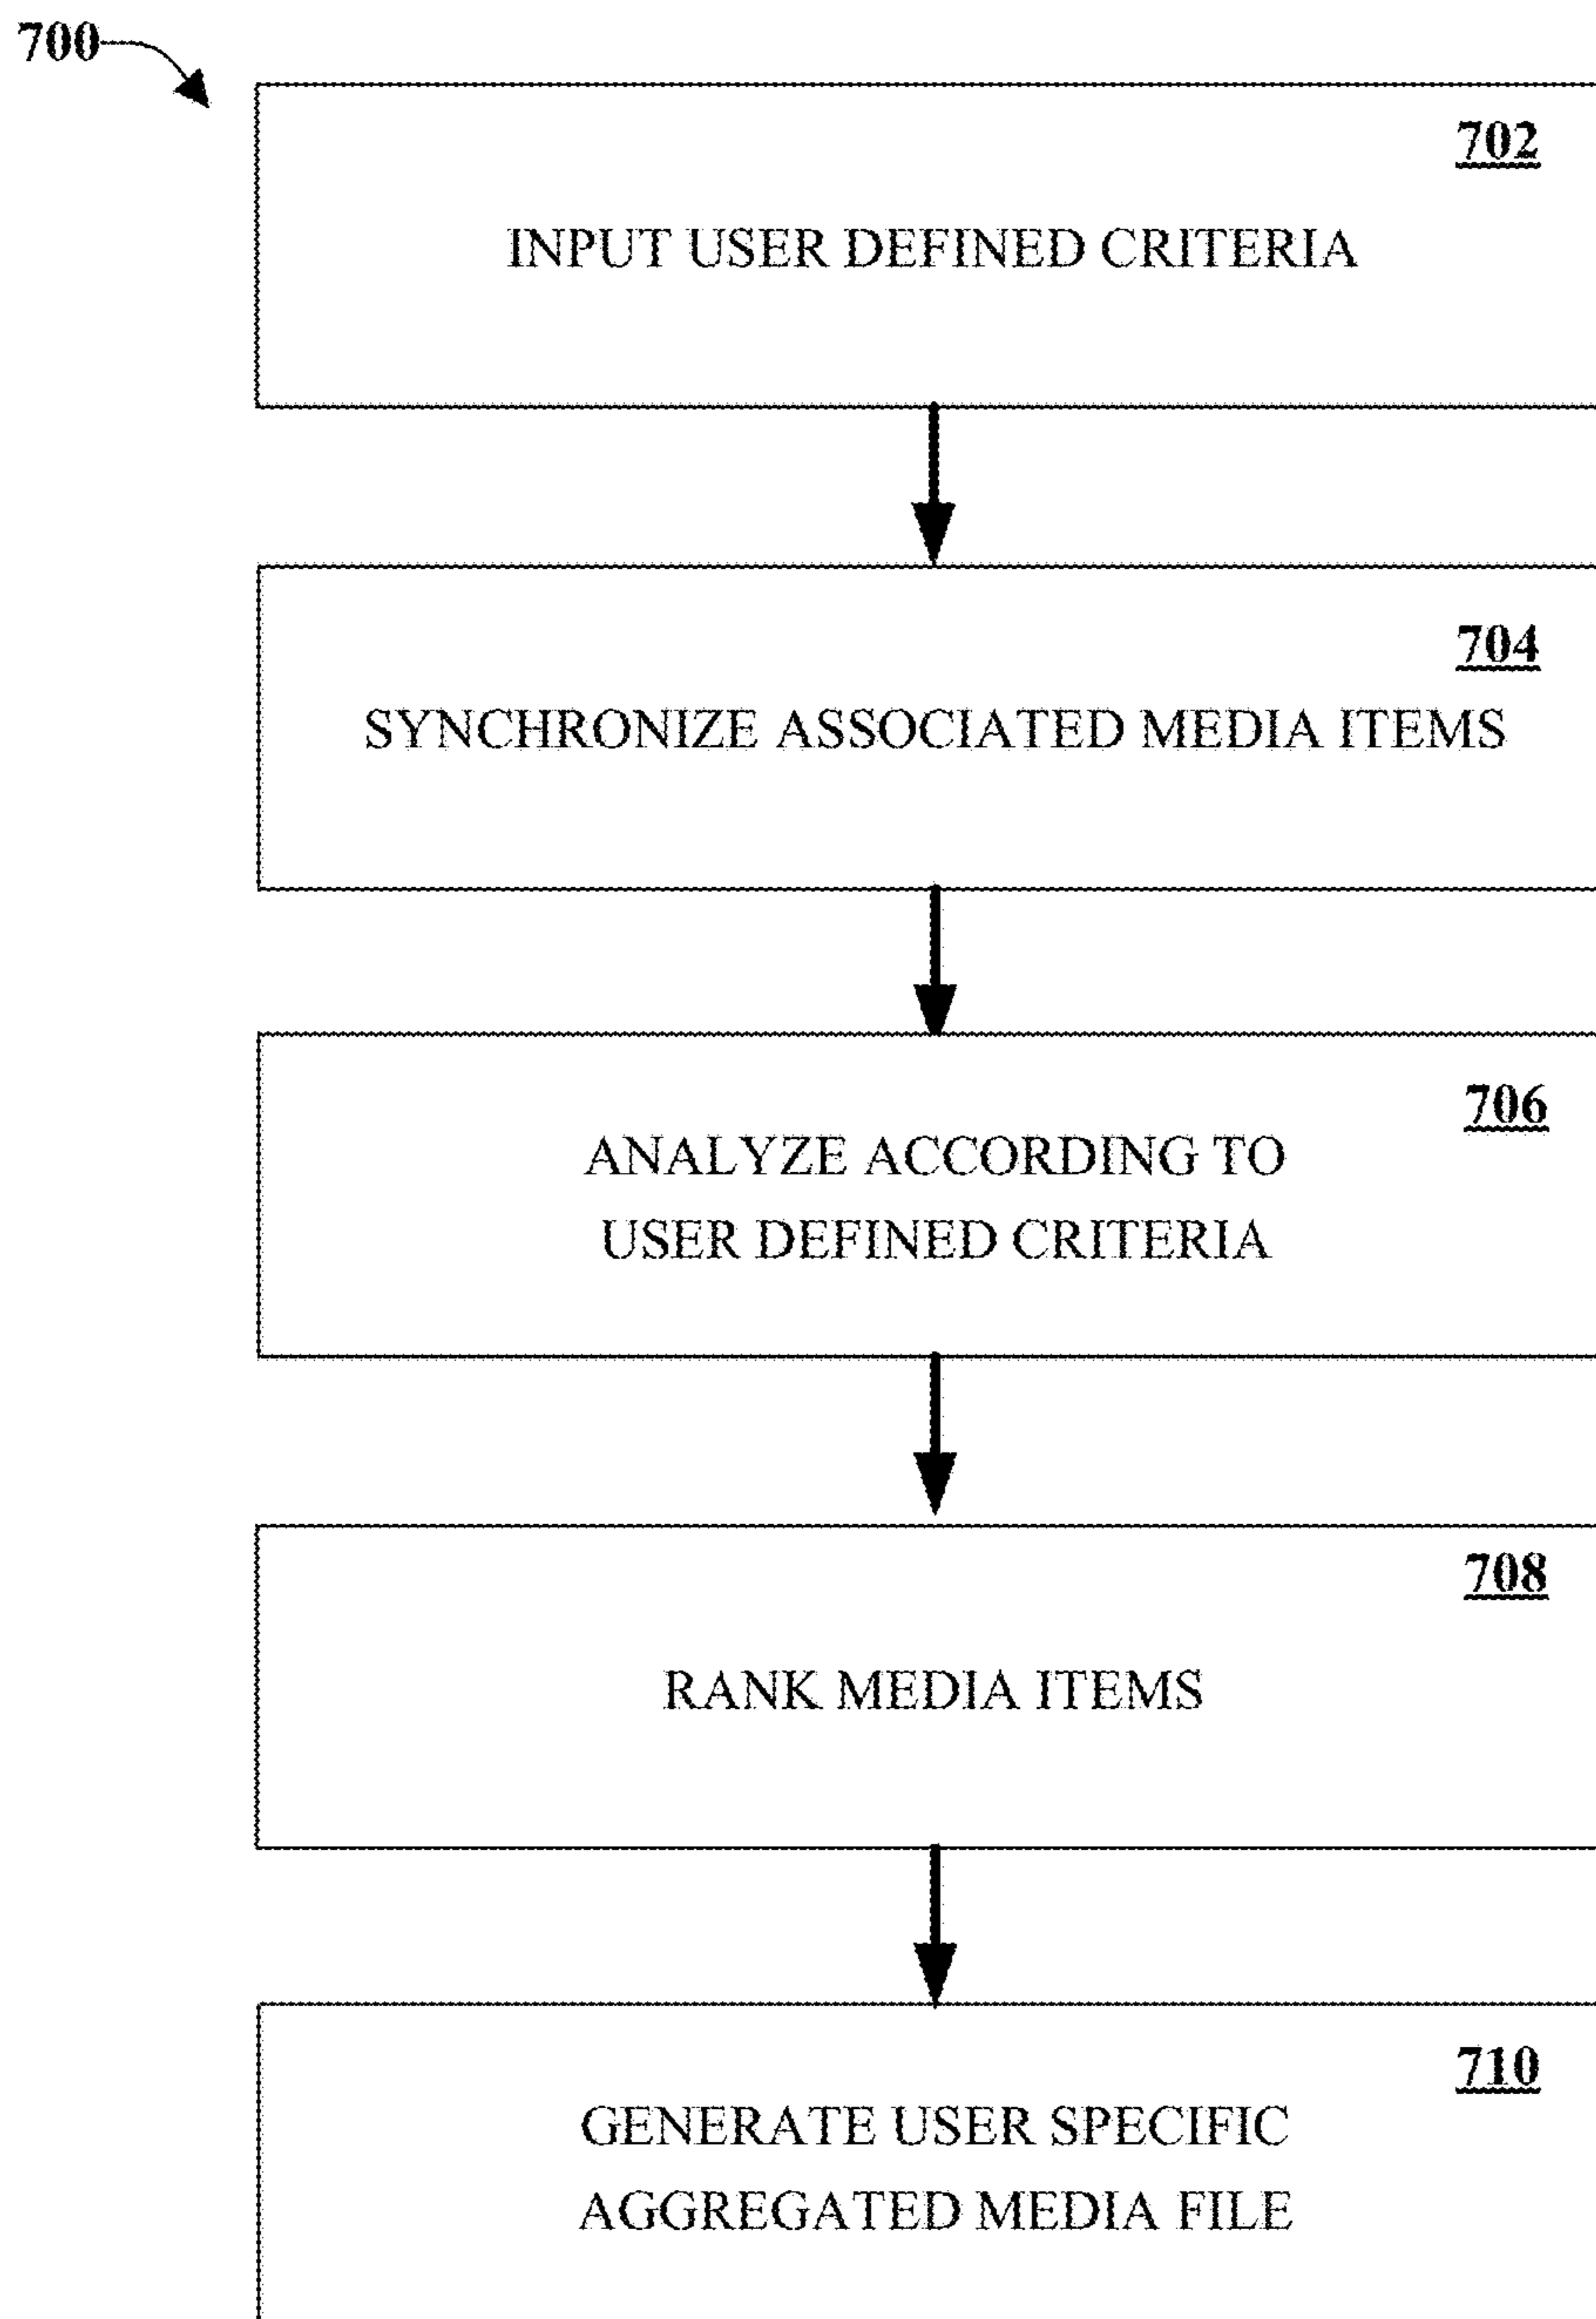 700
702
INPUT USER DEFINED CRITERIA
704
SYNCHRONIZE ASSOCIATED MEDIA ITEMS
706
ANALYZE ACCORDING TO
USER DEFINED CRITERIA
708
RANK MEDIA ITEMS
710
GENERATE USER SPECIFIC
AGGREGATED MEDIA FILE